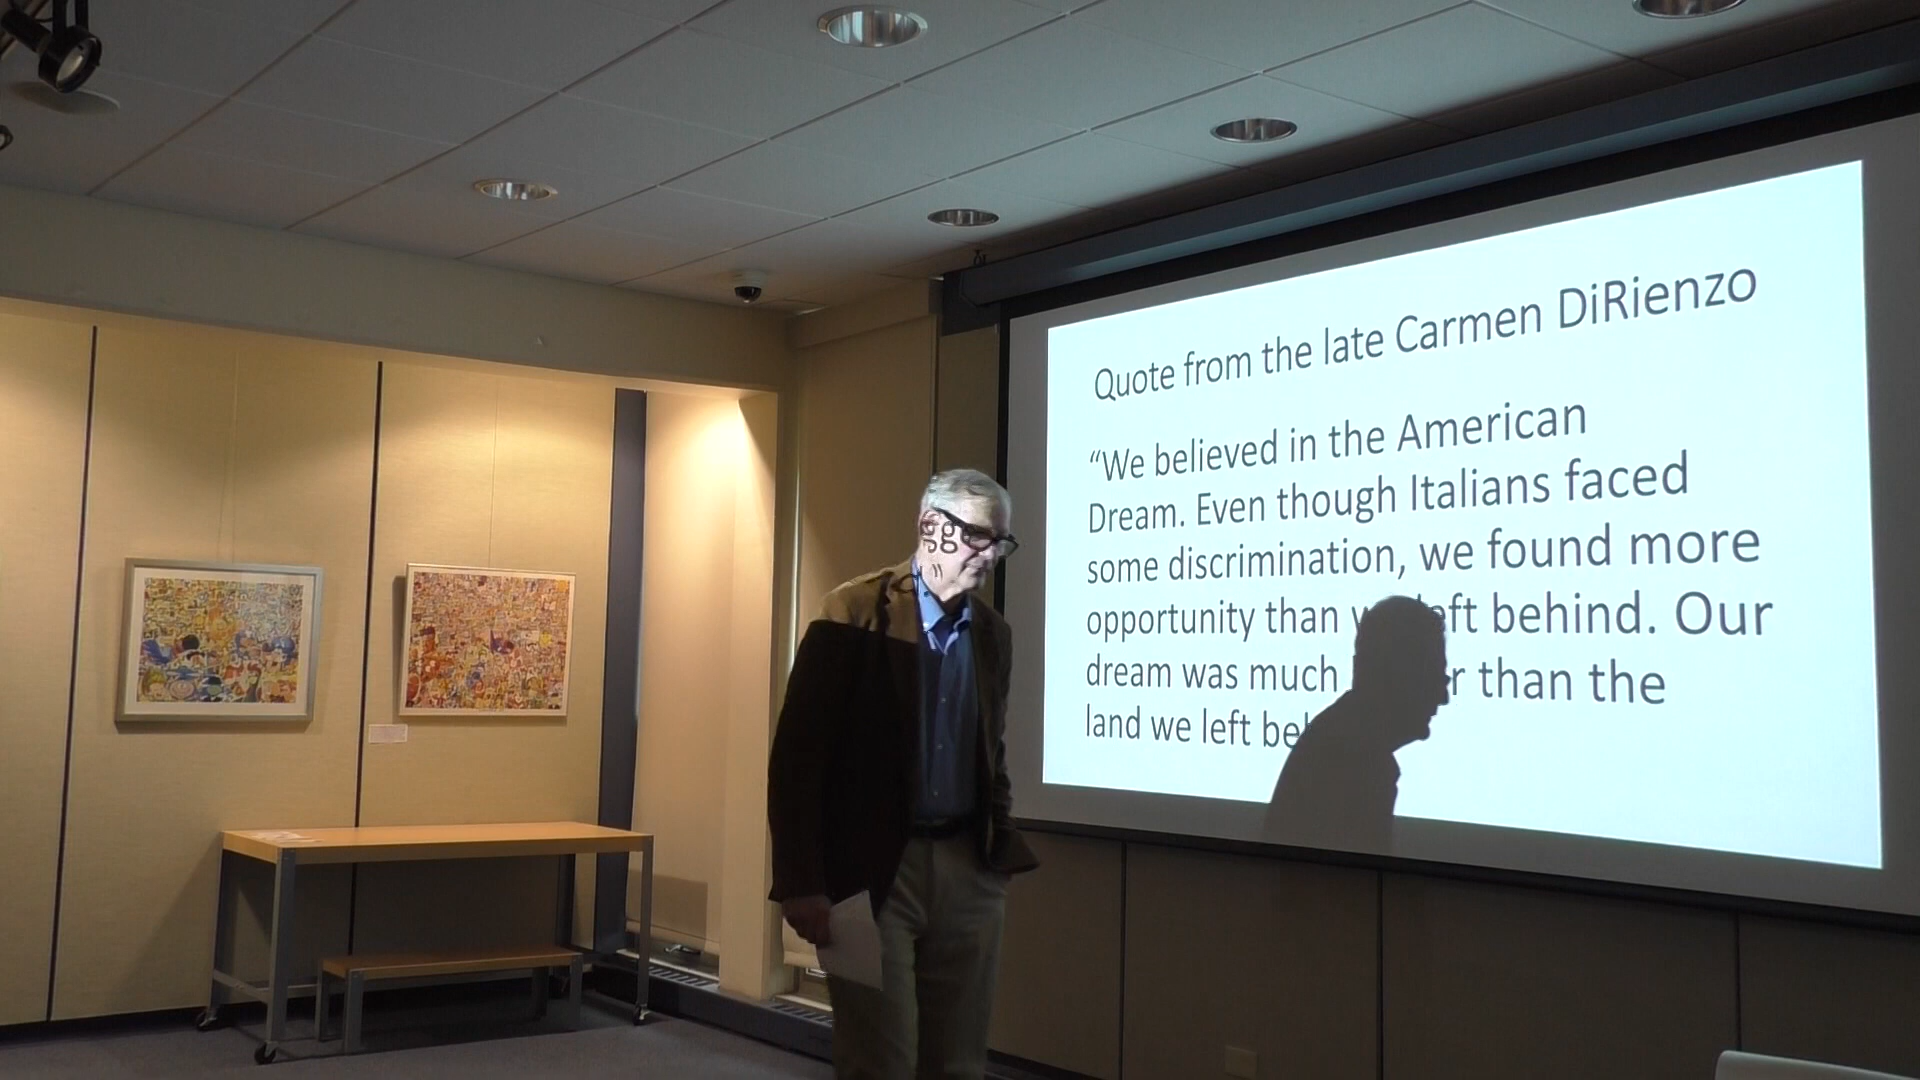 Quote from the late Carmen DiRienzo
“We believed in the American
Dream. Even though Italians faced
some discrimination, we found more
opportunity than left behind. Our
dream was much than the
land we left